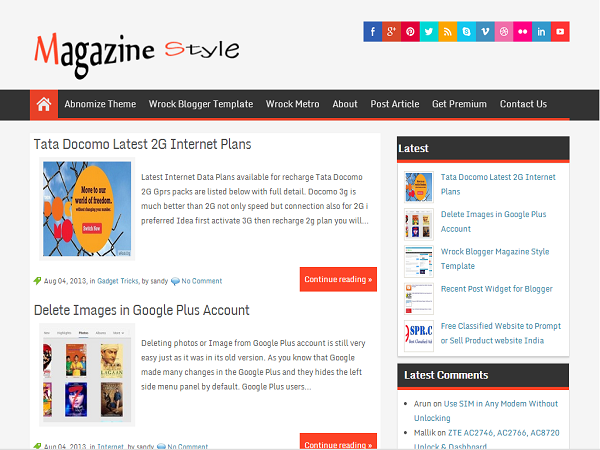 Magazine Style
Abnomize Theme Wrock Blogger Template Wrock Metro About Post Article Get Premium Contact Us
Tata Docomo Latest 2G Internet Plans
Move to our
world of freedom.
Switch Now
Latest Internet Data Plans available for recharge Tata Docomo
2G Gprs packs are listed below with full detail. Docomo 3g is
much better than 2G not only speed but connection also for 2G i
preferred Idea first activate 3G then recharge 2g plan you will...
Aug 04, 2013, in Gadget Tricks, by sandy No Comment
Continue reading »
Delete Images in Google Plus Account
Highlights Photos Albums More
Deleting photos or Image from Google Plus account is still very
easy just as it was in its old version. As you know that Google
made many changes in the Google Plus and they hides the left
side menu panel by default. Google Plus users...
Aug 04, 2013, in Internet, by sandy No Comment
Continue reading »
Latest
Tata Docomo Latest 2G Internet
Plans
Delete Images in Google Plus
Account
Wrock Blogger Magazine Style
Template
Recent Post Widget for Blogger
SPR.C
Free Classified Website to Prompt
or Sell Product website India
Latest Comments
Arun on Use SIM in Any Modem Without
Unlocking
Mallik on ZTE AC2746, AC2766, AC8720
Unlock & Dashboard